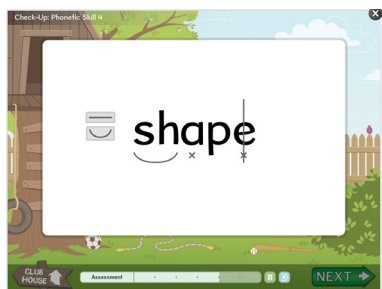 Check-Up: Phonetic Skill 4
shape
CLUB
HOUSE
Assessment
NEXT